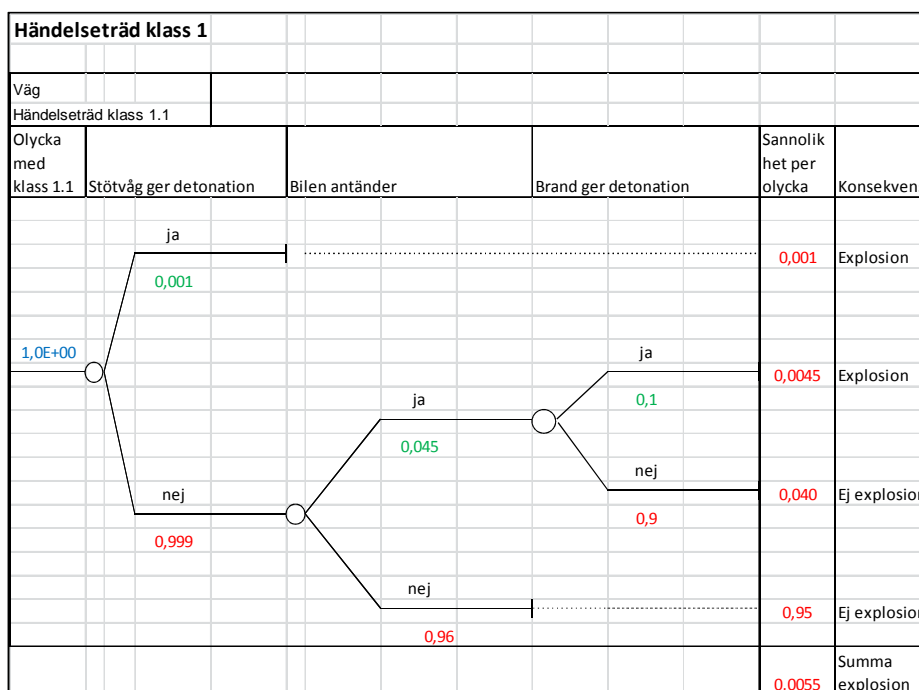 Händelseträd klass 1
Väg
Händelseträd klass 1.1
Olycka
med
klass 1.1
Stötvåg ger detonation
Bilen antänder
Brand ger detonation
Sannolik
het per
olycka
Konsekven
ja
0,001
0,001
Explosion
1,0E+00
ja
0,1
0,0045
Explosion
ja
0,045
nej
0,9
0,040
Ej explosion
nej
0,999
nej
0,96
0,95
Ej explosion
0,0055
Summa
explosion